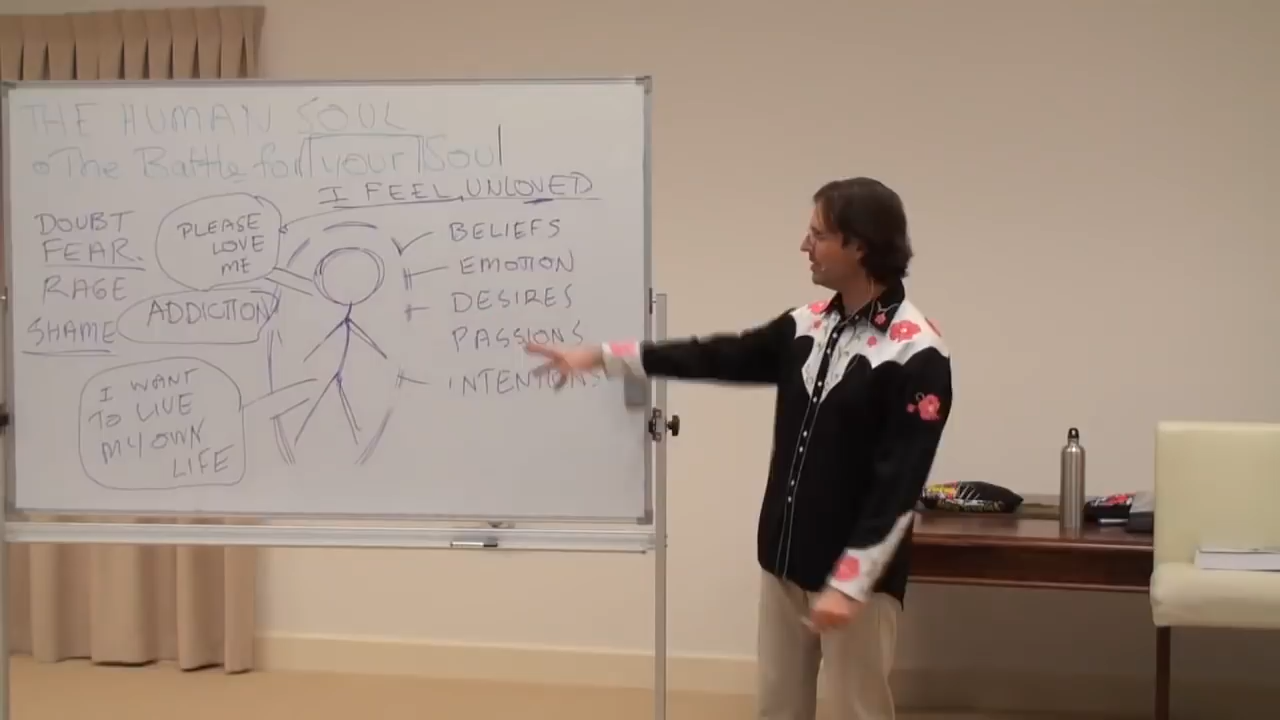 THE HUMAN SOUL
The Battle for your Soul
I FEEL UNLOVED
DOUBT
FEAR.
RAGE
SHAME
PLEASE
LOVE
ME
ADDICTION
I WANT
TO LIVE
MY OWN
LIFE
BELIEFS
EMOTION
DESIRES
PASSIONS
INTENTIONS